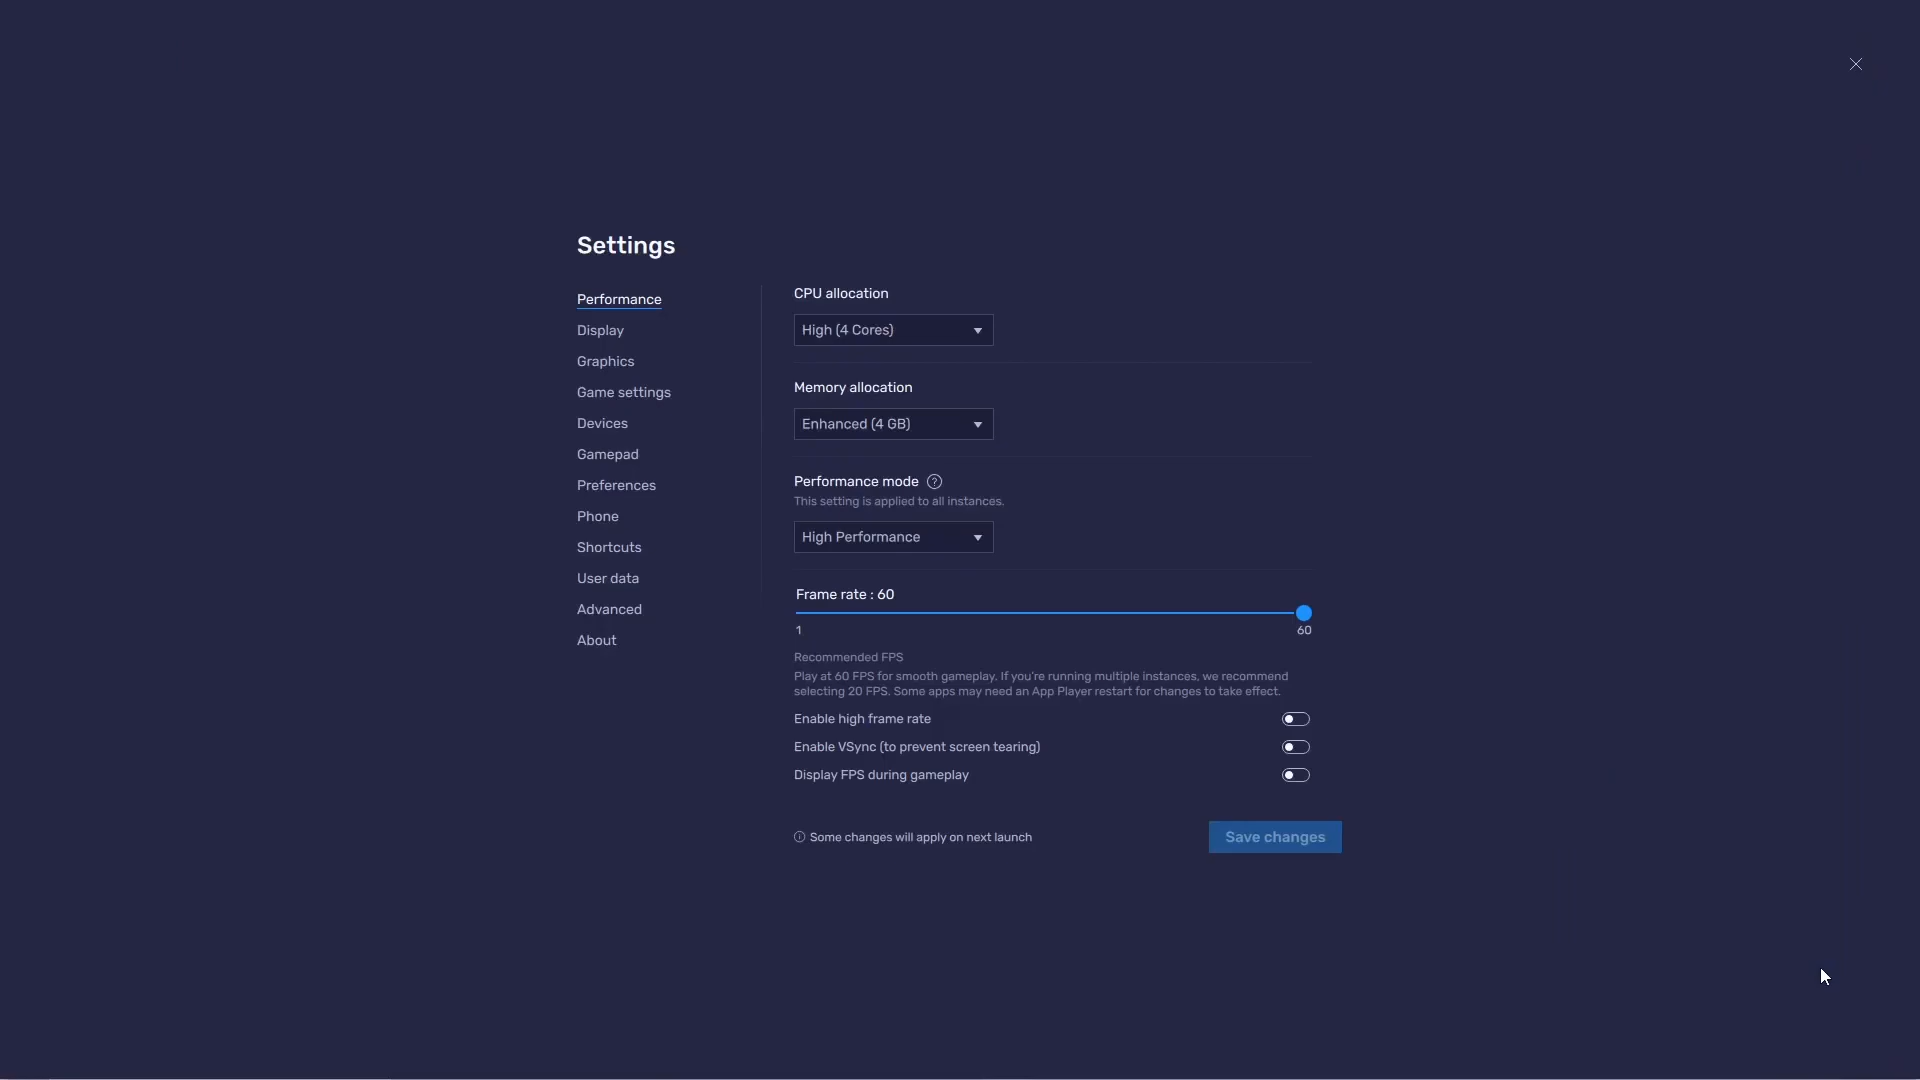 Settings
Performance
Display
Graphics
Game settings
Devices
Gamepad
Preferences
Phone
Shortcuts
User data
Advanced
About
CPU allocation
High (4 Cores)
Memory allocation
Enhanced (4 GB)
Performance mode ?
This setting is applied to all instances.
High Performance
Frame rate : 60
1 60
Recommended FPS
Play at 60 FPS for smooth gameplay. If you're running multiple instances, we recommend
selecting 20 FPS. Some apps may need an App Player restart for changes to take effect.
Enable high frame rate
Enable VSync (to prevent screen tearing)
Display FPS during gameplay
Some changes will apply on next launch
Save changes